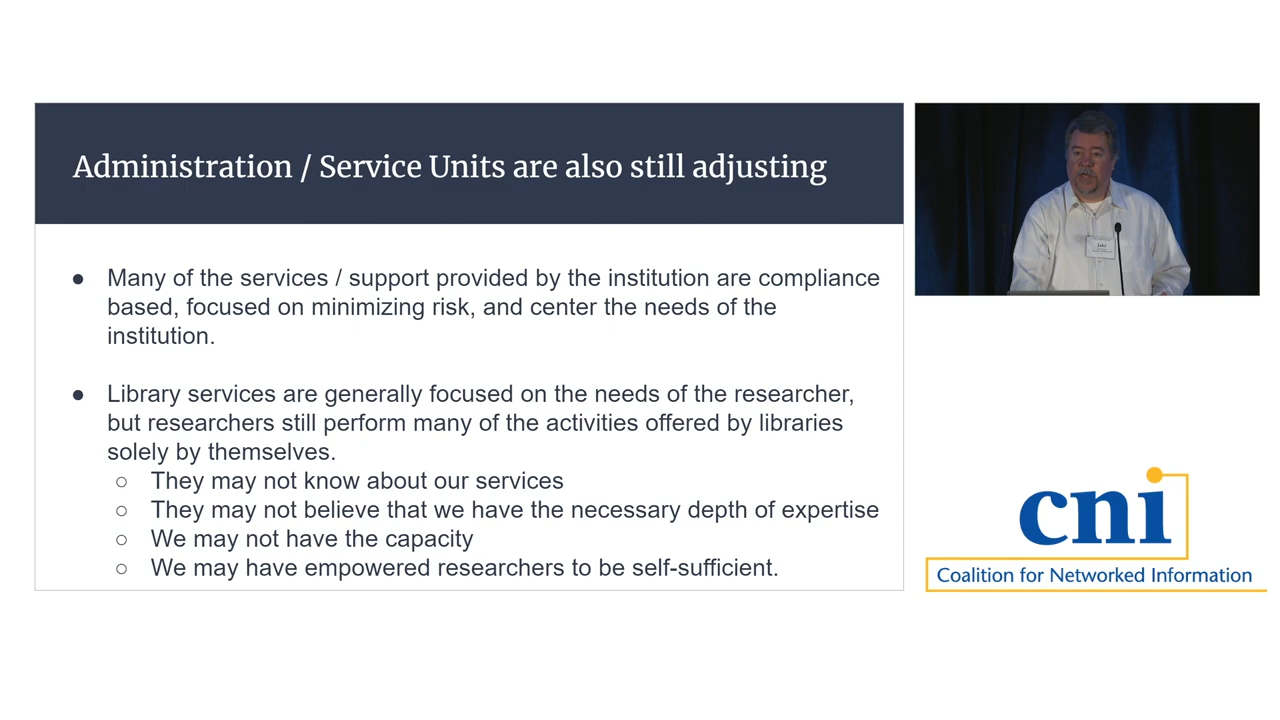 Administration / Service Units are also still adjusting
● Many of the services / support provided by the institution are compliance
based, focused on minimizing risk, and center the needs of the
institution.
● Library services are generally focused on the needs of the researcher,
but researchers still perform many of the activities offered by libraries
solely by themselves.
○ They may not know about our services
○ They may not believe that we have the necessary depth of expertise
○ We may not have the capacity
○ We may have empowered researchers to be self-sufficient.
cni
Coalition for Networked Information